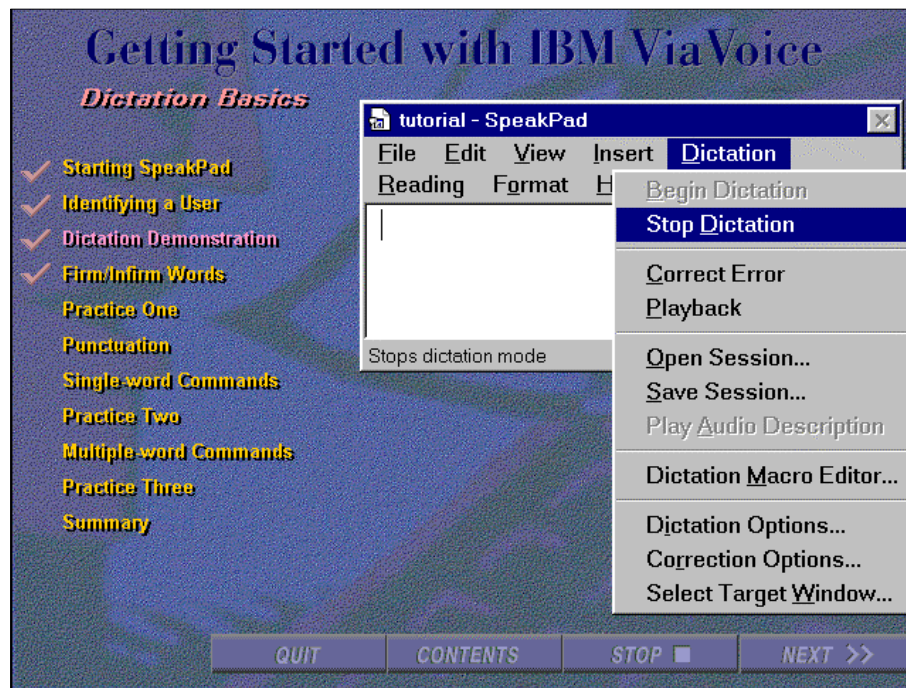 Getting Started with IBM ViaVoice
Dictation Basics
Starting SpeakPad
Identifying a User
Dictation Demonstration
Firm/Infirm Words
Practice One
Punctuation
Single-word Commands
Practice Two
Multiple-word Commands
Practice Three
Summary
tutorial - SpeakPad
File Edit View Insert Dictation
Reading Format H
Begin Dictation
Stop Dictation
Correct Error
Playback
Open Session...
Save Session...
Play Audio Description
Dictation Macro Editor...
Dictation Options...
Correction Options...
Select Target Window...
Stops dictation mode
QUIT CONTENTS STOP NEXT >>